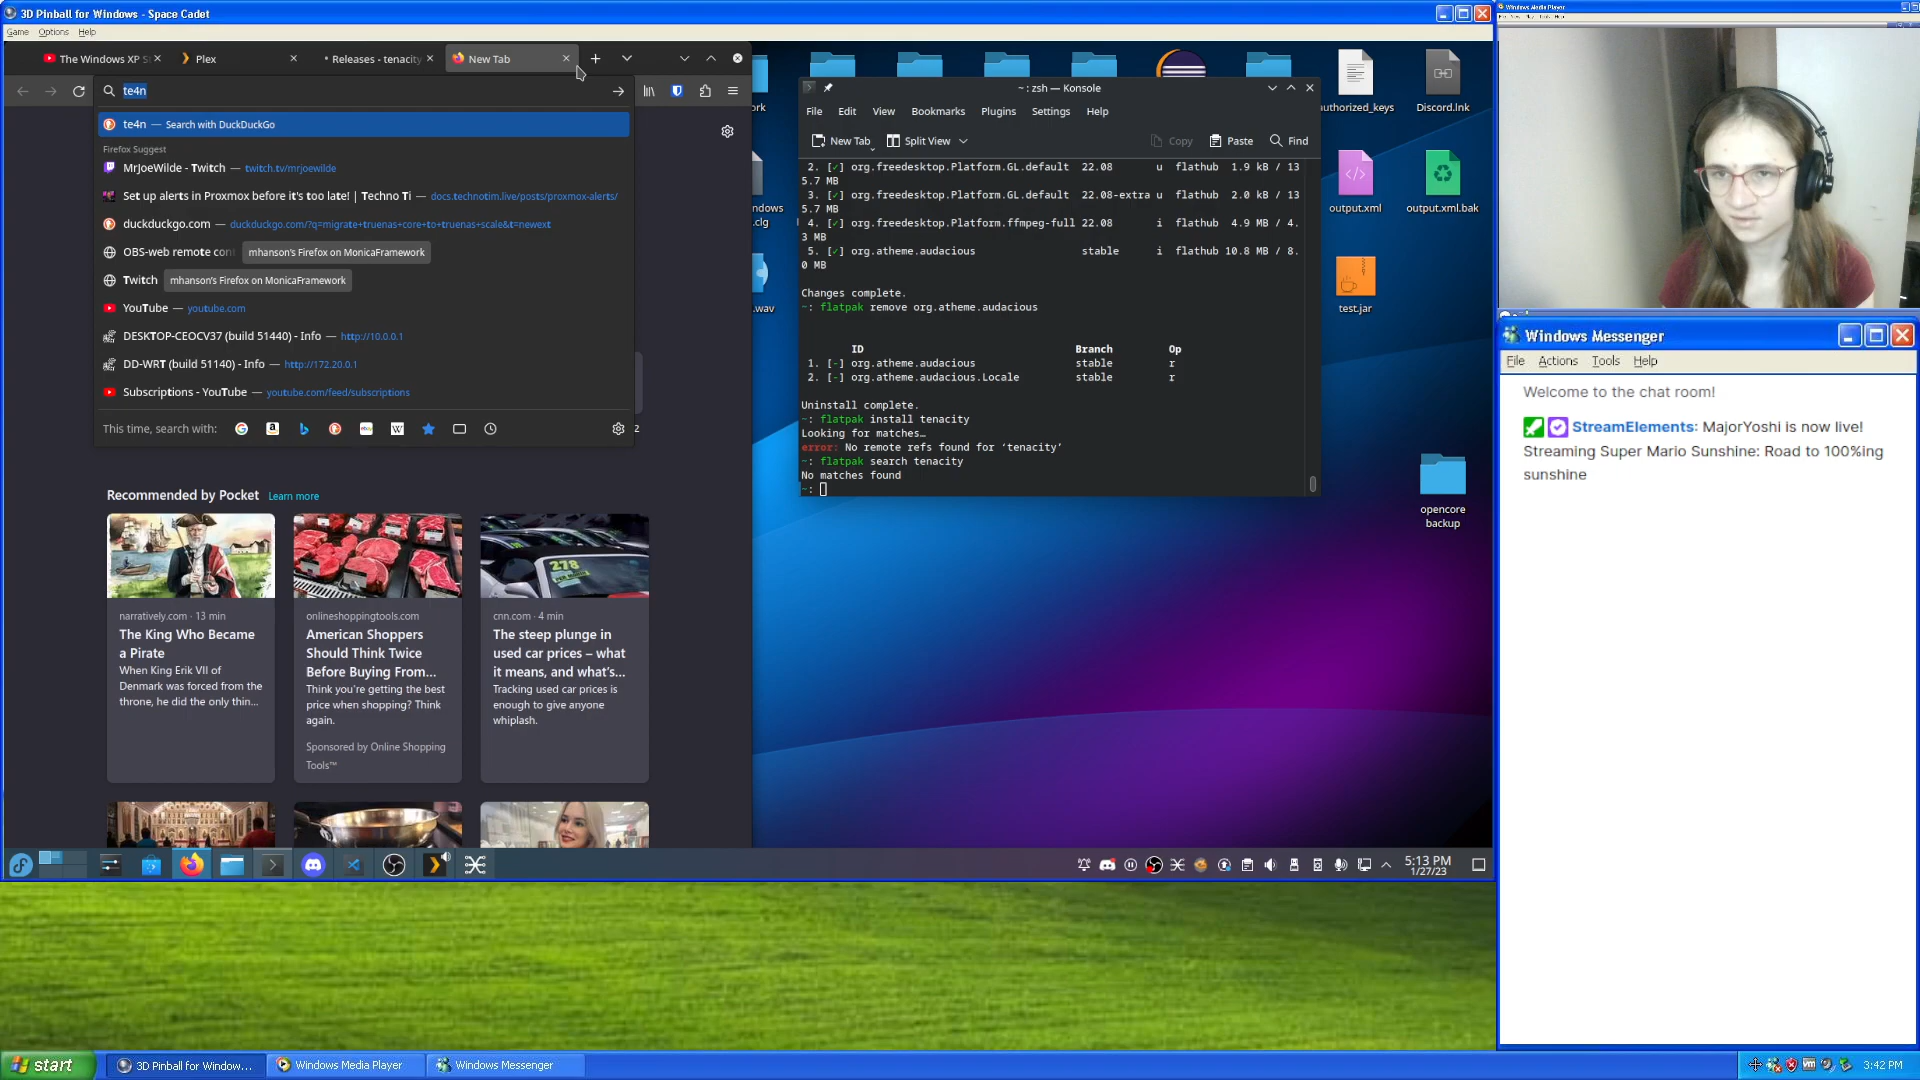 3D Pinball for Windows - Space Cadet
Game Options Help
The Windows XP S
Plex
Releases - tenacity
New Tab
te4n
te4n — Search with DuckDuckGo
Firefox Suggest
MrJoeWilde - Twitch — twitch.tv/mrjoewilde
Set up alerts in Proxmox before it's too late! | Techno Ti — docs.technotim.live/posts/proxmox-alerts/
duckduckgo.com — duckduckgo.com/?q=migrate+truenas+core+to+truenas+scale&t=newext
OBS-web remote con mhanson's Firefox on MonicaFramework
Twitch mhanson's Firefox on MonicaFramework
YouTube — youtube.com
DESKTOP-CEOCV37 (build 51440) - Info — http://10.0.0.1
DD-WRT (build 51140) - Info — http://172.20.0.1
Subscriptions - YouTube — youtube.com/feed/subscriptions
This time, search with:
Recommended by Pocket Learn more
narratively.com · 13 min
The King Who Became
a Pirate
When King Erik VII of
Denmark was forced from the
throne, he did the only thin...
onlineshoppingtools.com
American Shoppers
Should Think Twice
Before Buying From...
Think you're getting the best
price when shopping? Think
again.
Sponsored by Online Shopping
Tools™
278
cnn.com · 4 min
The steep plunge in
used car prices – what
it means, and what's...
Tracking used car prices is
enough to give anyone
whiplash.
~ : zsh — Konsole
File Edit View Bookmarks Plugins Settings Help
New Tab Split View Copy Paste Find
2. [✓] org.freedesktop.Platform.GL.default 22.08 u flathub 1.9 kB / 13
5.7 MB
3. [✓] org.freedesktop.Platform.GL.default 22.08-extra u flathub 2.0 kB / 13
5.7 MB
4. [✓] org.freedesktop.Platform.ffmpeg-full 22.08 i flathub 4.9 MB / 4.
3 MB
5. [✓] org.atheme.audacious stable i flathub 10.8 MB / 8.
0 MB
Changes complete.
~: flatpak remove org.atheme.audacious
ID Branch Op
1. [-] org.atheme.audacious stable r
2. [-] org.atheme.audacious.Locale stable r
Uninstall complete.
~: flatpak install tenacity
Looking for matches…
error: No remote refs found for ‘tenacity’
~: flatpak search tenacity
No matches found
~:
authorized_keys
Discord.lnk
output.xml
output.xml.bak
test.jar
opencore
backup
ork
ndows
.clg
.wav
5:13 PM
1/27/23
Windows Media Player
Windows Messenger
File Actions Tools Help
Welcome to the chat room!
StreamElements: MajorYoshi is now live!
Streaming Super Mario Sunshine: Road to 100%ing
sunshine
start
3D Pinball for Window...
Windows Media Player
Windows Messenger
3:42 PM